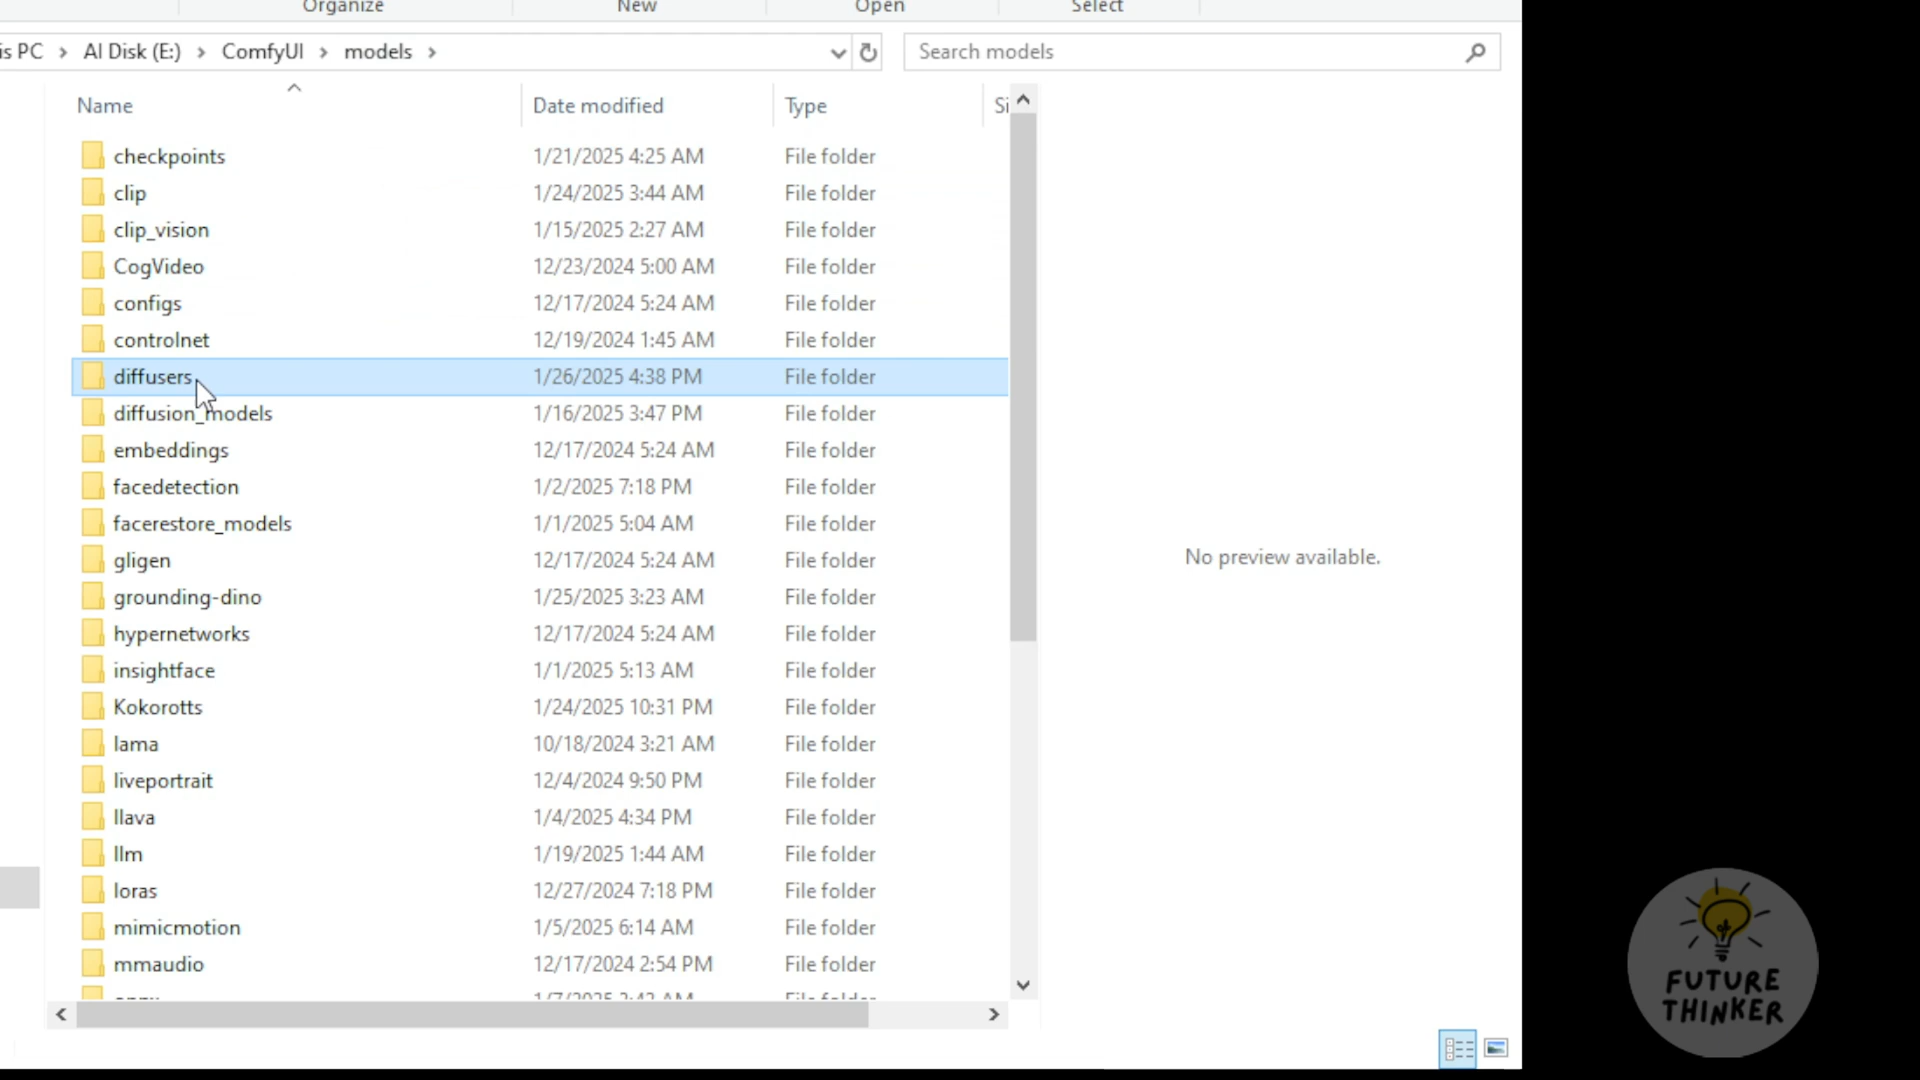 Organize New Open Select
is PC > AI Disk (E:) > ComfyUI > models > Search models
Name Date modified Type Si
checkpoints 1/21/2025 4:25 AM File folder
clip 1/24/2025 3:44 AM File folder
clip_vision 1/15/2025 2:27 AM File folder
CogVideo 12/23/2024 5:00 AM File folder
configs 12/17/2024 5:24 AM File folder
controlnet 12/19/2024 1:45 AM File folder
diffusers 1/26/2025 4:38 PM File folder
diffusion_models 1/16/2025 3:47 PM File folder
embeddings 12/17/2024 5:24 AM File folder
facedetection 1/2/2025 7:18 PM File folder
facerestore_models 1/1/2025 5:04 AM File folder
gligen 12/17/2024 5:24 AM File folder
grounding-dino 1/25/2025 3:23 AM File folder
hypernetworks 12/17/2024 5:24 AM File folder
insightface 1/1/2025 5:13 AM File folder
Kokorotts 1/24/2025 10:31 PM File folder
lama 10/18/2024 3:21 AM File folder
liveportrait 12/4/2024 9:50 PM File folder
llava 1/4/2025 4:34 PM File folder
llm 1/19/2025 1:44 AM File folder
loras 12/27/2024 7:18 PM File folder
mimicmotion 1/5/2025 6:14 AM File folder
mmaudio 12/17/2024 2:54 PM File folder
No preview available.
FUTURE
THINKER